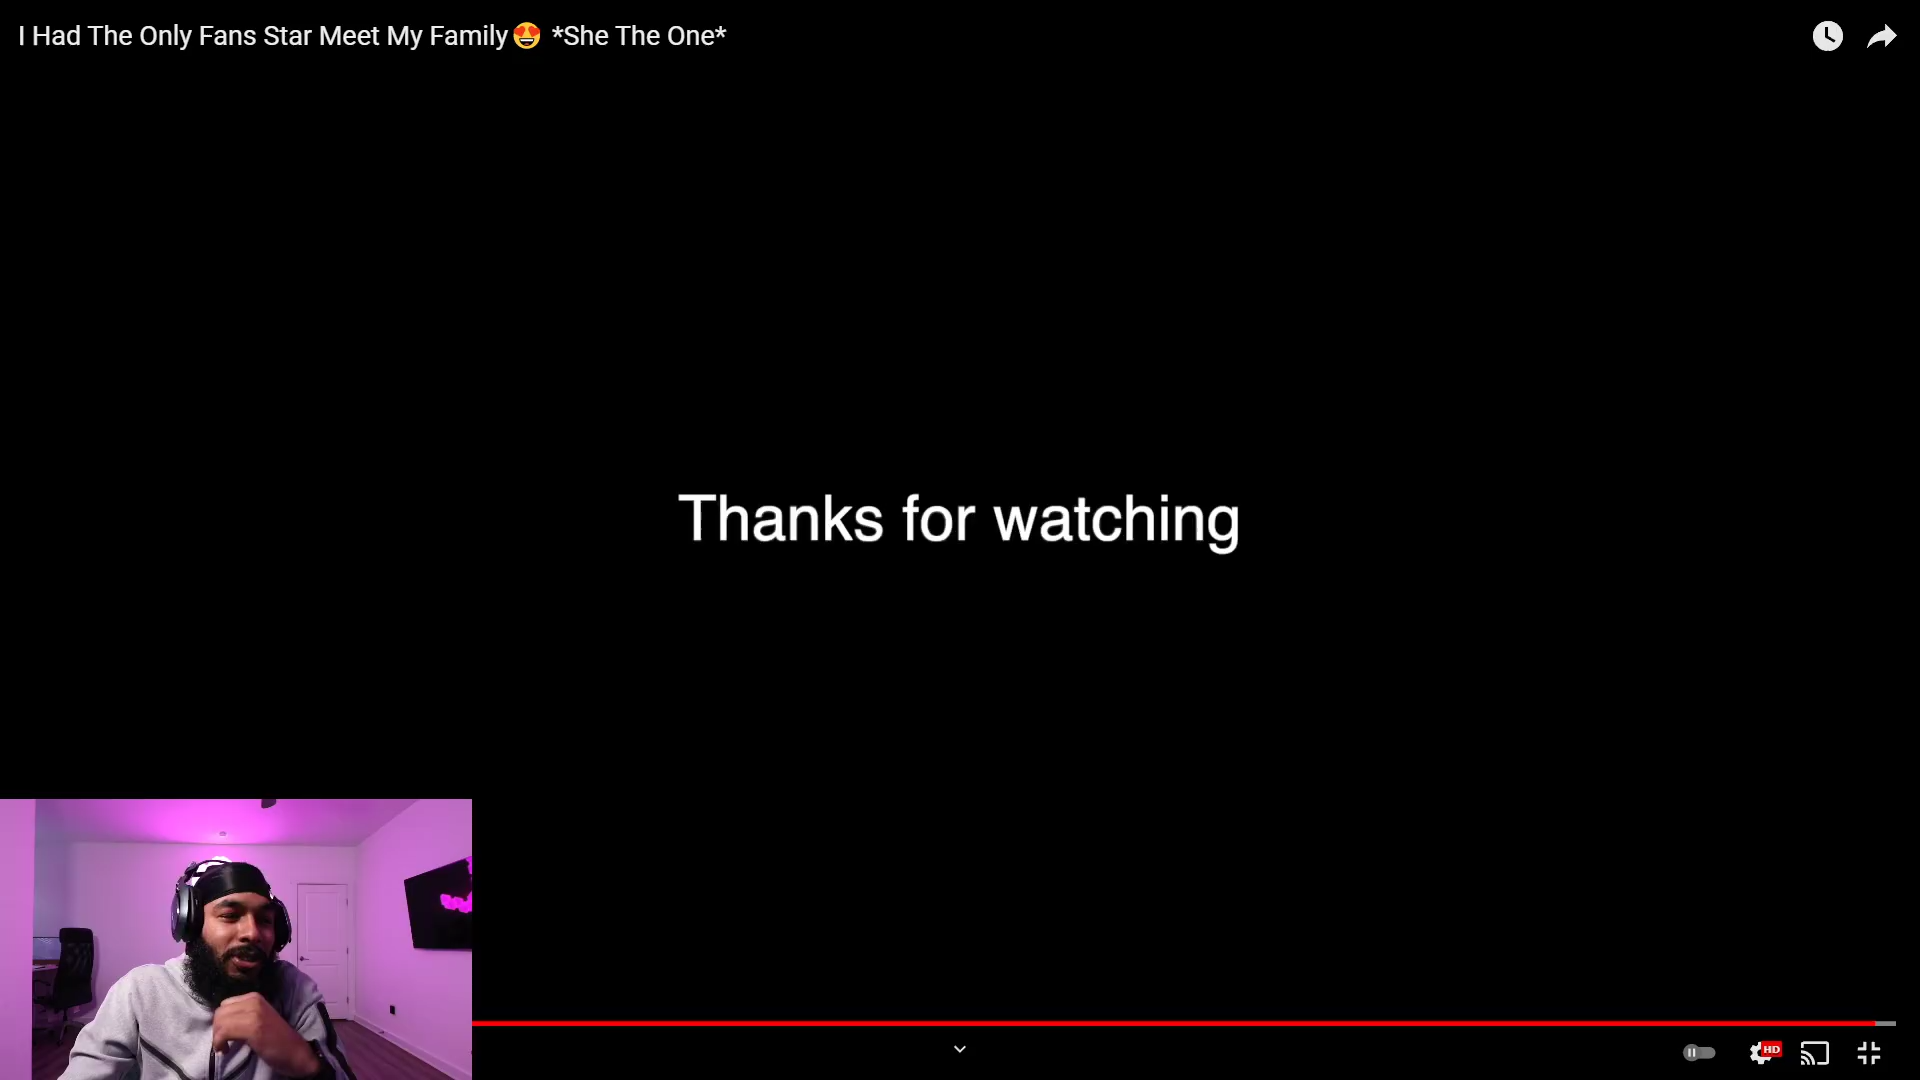 I Had The Only Fans Star Meet My Family😍 *She The One*
Thanks for watching
HD